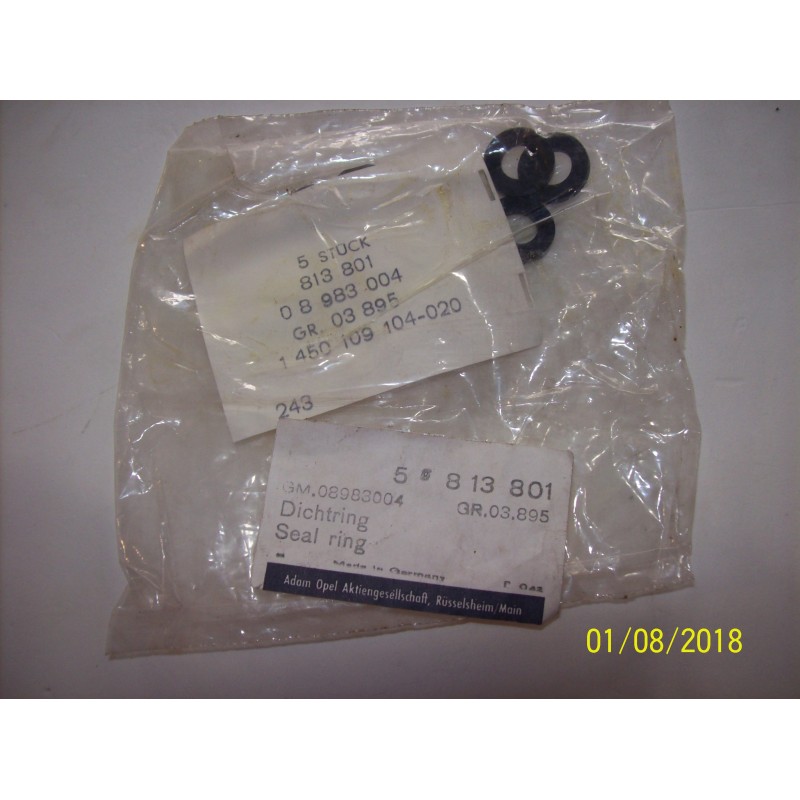 5 STÜCK
813 801
0 8 983 004
GR. 03 895
1 450 109 104-020
243
5 S 8 13 801
GM.08983004
GR.03.895
Dichtring
Seal ring
Made in Germany
Adam Opel Aktiengesellschaft, Rüsselsheim/Main
01/08/2018